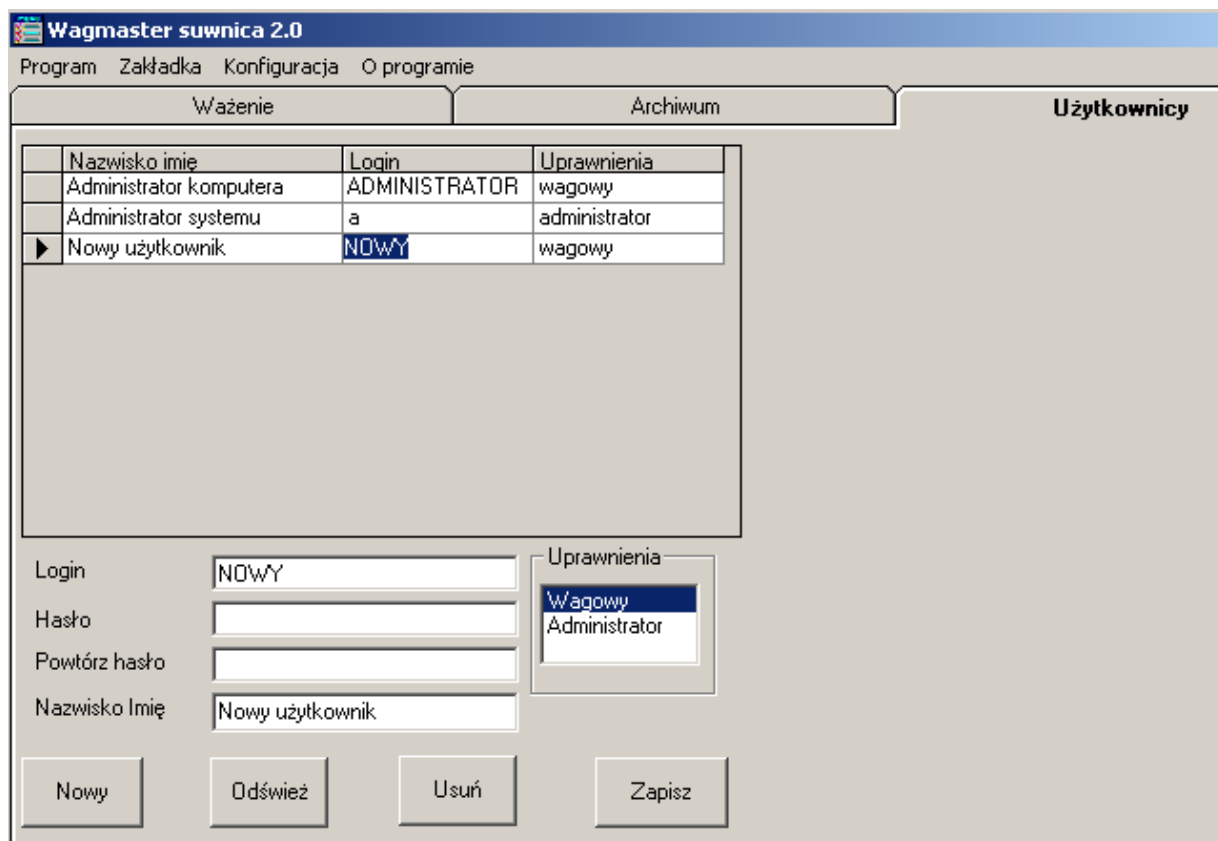 Wagmaster suwnica 2.0
Program Zakładka Konfiguracja O programie
Ważenie Archiwum Użytkownicy
Nazwisko imię Login Uprawnienia
Administrator komputera ADMINISTRATOR wagowy
Administrator systemu a administrator
Nowy użytkownik NOWY wagowy
Login NOWY
Hasło
Powtórz hasło
Nazwisko Imię Nowy użytkownik
Uprawnienia
Wagowy
Administrator
Nowy Odśwież Usuń Zapisz